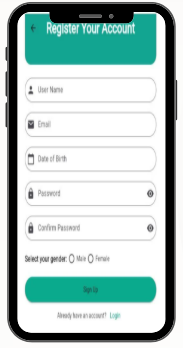 Register Your Account
User Name
Email
Date of Birth
Password
Confirm Password
Select your gender: Male Female
Sign Up
Already have an account? Login